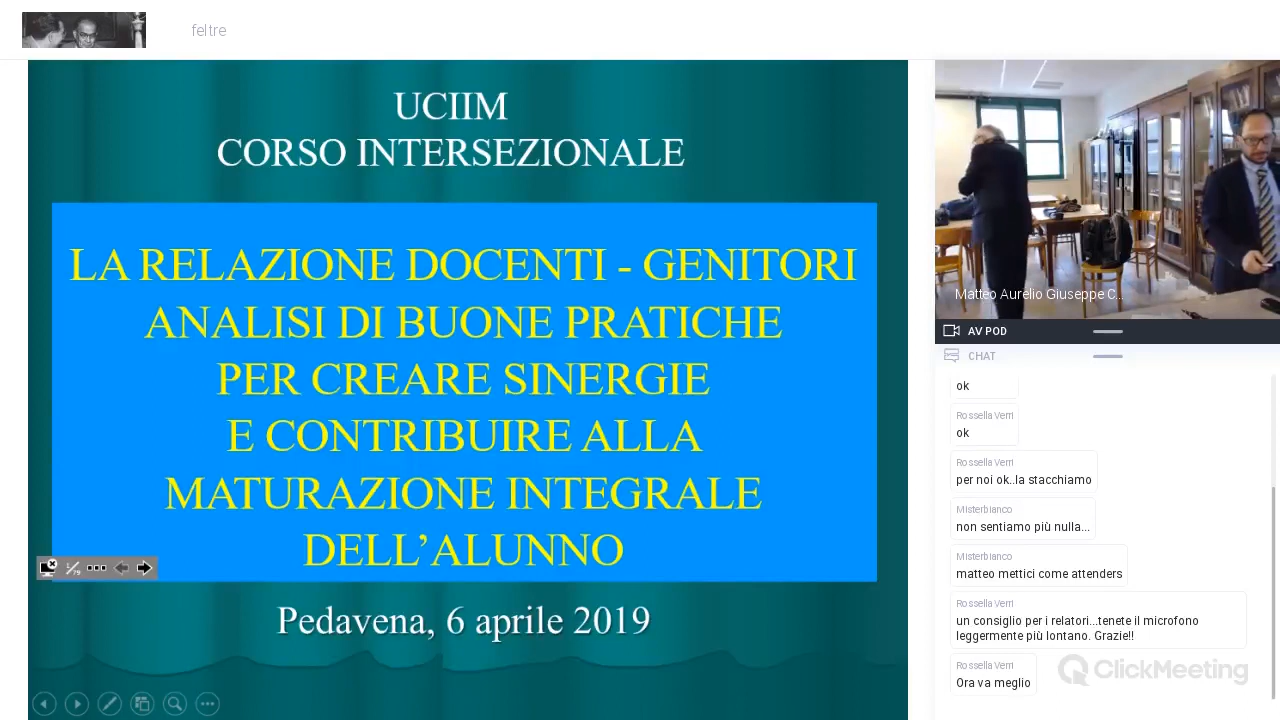 feltre
UCIIM
CORSO INTERSEZIONALE
LA RELAZIONE DOCENTI - GENITORI
ANALISI DI BUONE PRATICHE
PER CREARE SINERGIE
E CONTRIBUIRE ALLA
MATURAZIONE INTEGRALE
DELL’ALUNNO
1/79
Pedavena, 6 aprile 2019
Matteo Aurelio Giuseppe C...
AV POD
CHAT
ok
Rossella Verri
ok
Rossella Verri
per noi ok..la stacchiamo
Misterbianco
non sentiamo più nulla...
Misterbianco
matteo mettici come attenders
Rossella Verri
un consiglio per i relatori...tenete il microfono
leggermente più lontano. Grazie!!
Rossella Verri
Ora va meglio
ClickMeeting